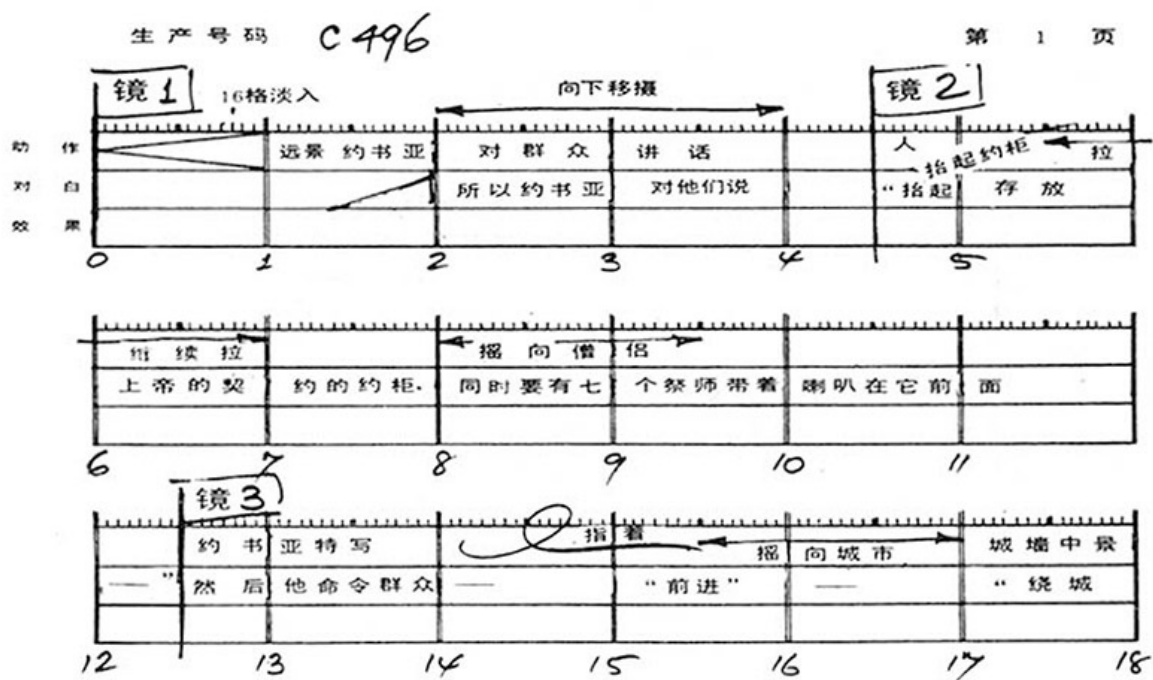 生产号码 C496 第 1 页
镜1 16格淡入 向下移摄 镜2
动作 远景 约书亚 对群众 讲话 人 抬起约柜 拉
对白 所以约书亚 对他们说 “抬起 存放
效果
0 1 2 3 4 5
继续拉 摇向僧侣
上帝的契 约的约柜. 同时要有七 个祭师带着 喇叭在它前 面
6 7 8 9 10 11
镜3
约书亚特写 指着 摇向城市 城墙中景
——” 然后他命令群众 —— “前进” —— “绕城
12 13 14 15 16 17 18